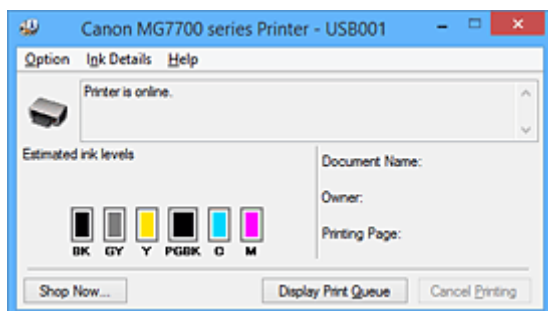 Canon MG7700 series Printer - USB001
Option Ink Details Help
Printer is online.
Estimated ink levels
Document Name:
Owner:
Printing Page:
BK GY Y PGBK C M
Shop Now... Display Print Queue Cancel Printing